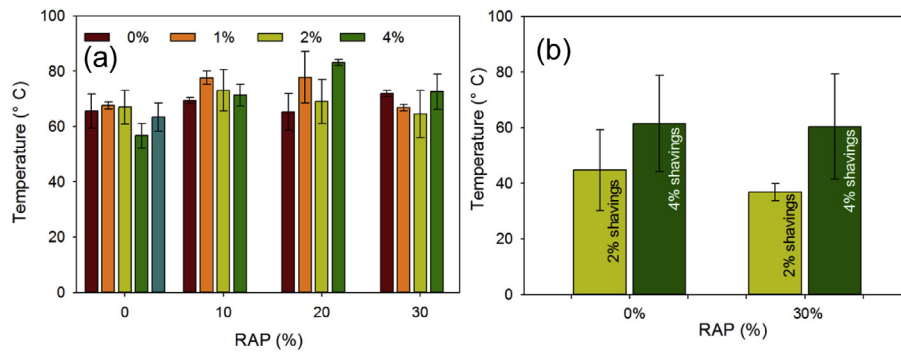 100
80
60
40
20
0
Temperature (° C)
(a)
0% 1% 2% 4%
0 10 20 30
RAP (%)
100
80
60
40
20
0
Temperature (° C)
(b)
2% shavings
4% shavings
2% shavings
4% shavings
0% 30%
RAP (%)